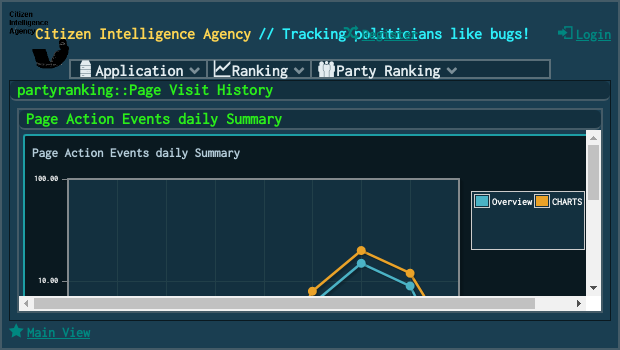 Citizen
Intelligence
Agency
Citizen Intelligence Agency // Tracking politicians like bugs!
Register
Login
Application
Ranking
Party Ranking
partyranking::Page Visit History
Page Action Events daily Summary
Page Action Events daily Summary
100.00
10.00
Overview
CHARTS
Main View